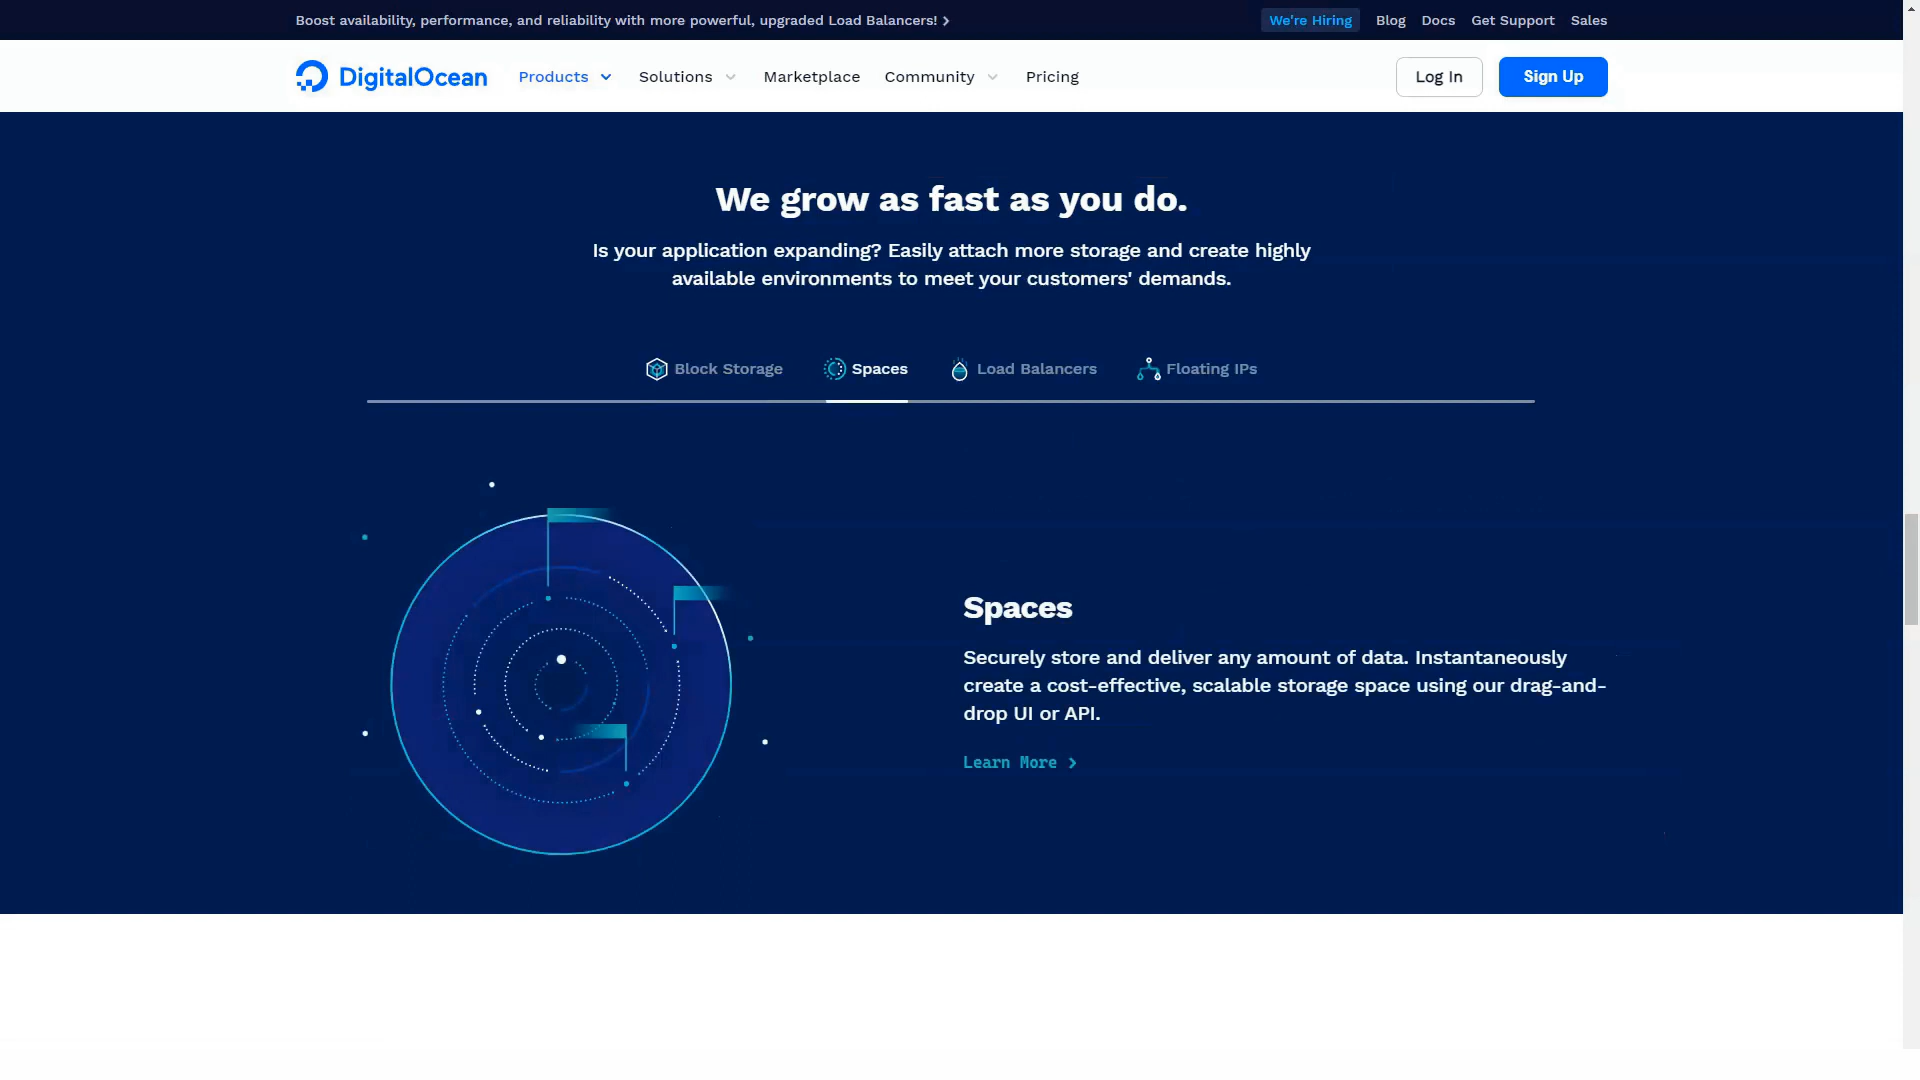 Boost availability, performance, and reliability with more powerful, upgraded Load Balancers!
We're Hiring
Blog
Docs
Get Support
Sales
DigitalOcean
Products
Solutions
Marketplace
Community
Pricing
Log In
Sign Up
We grow as fast as you do.
Is your application expanding? Easily attach more storage and create highly
available environments to meet your customers' demands.
Block Storage
Spaces
Load Balancers
Floating IPs
Spaces
Securely store and deliver any amount of data. Instantaneously
create a cost-effective, scalable storage space using our drag-and-
drop UI or API.
Learn More